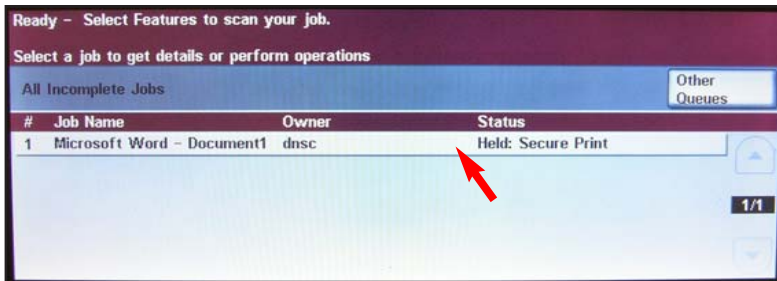 Ready - Select Features to scan your job.
Select a job to get details or perform operations
All Incomplete Jobs
Other
Queues
# Job Name Owner Status
1 Microsoft Word - Document1 dnsc Held: Secure Print
1/1